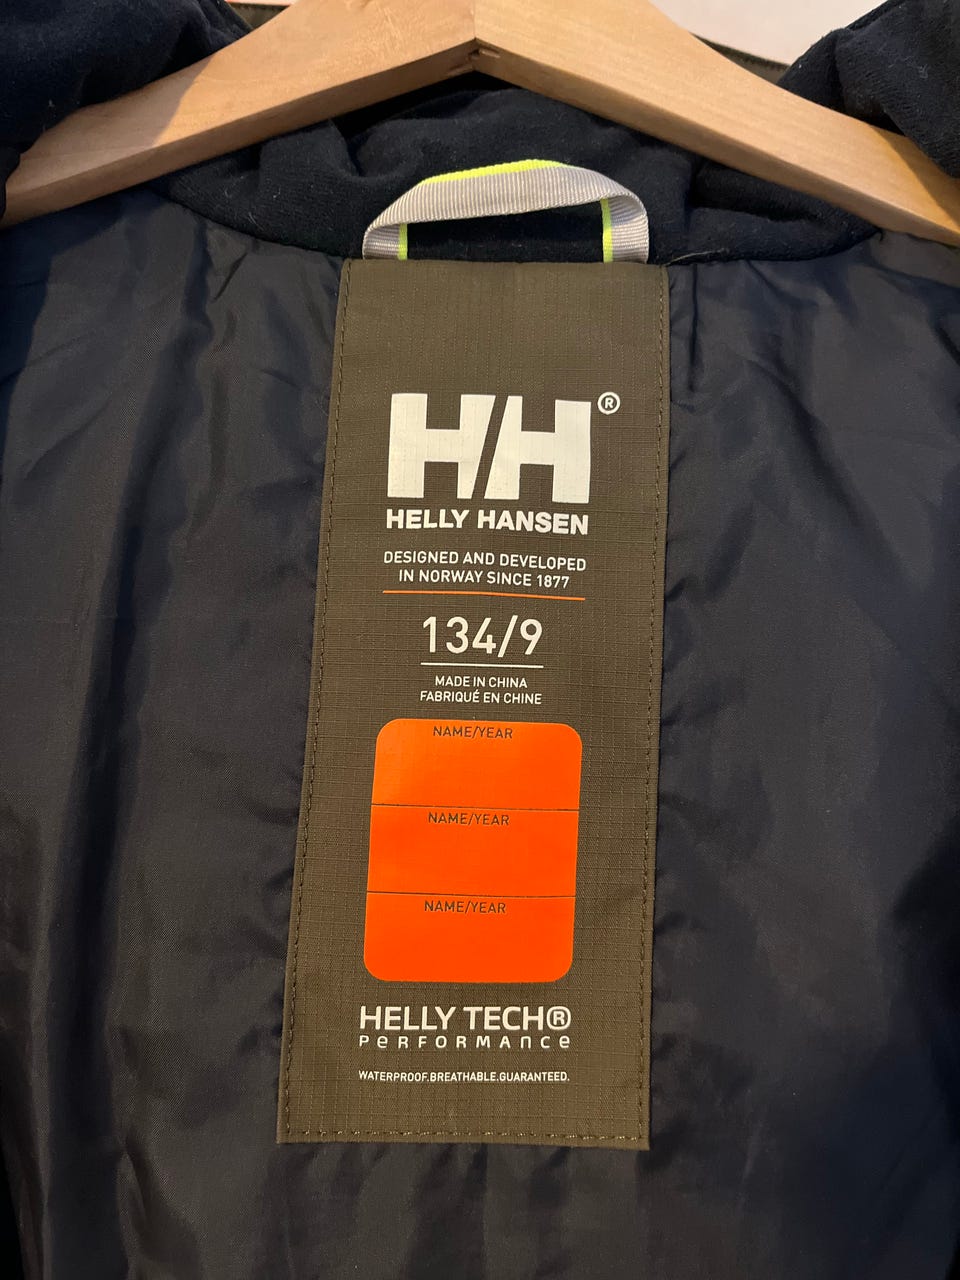 HH®
HELLY HANSEN
DESIGNED AND DEVELOPED
IN NORWAY SINCE 1877
134/9
MADE IN CHINA
FABRIQUÉ EN CHINE
NAME/YEAR
NAME/YEAR
NAME/YEAR
HELLY TECH®
PERFORMANCE
WATERPROOF.BREATHABLE.GUARANTEED.